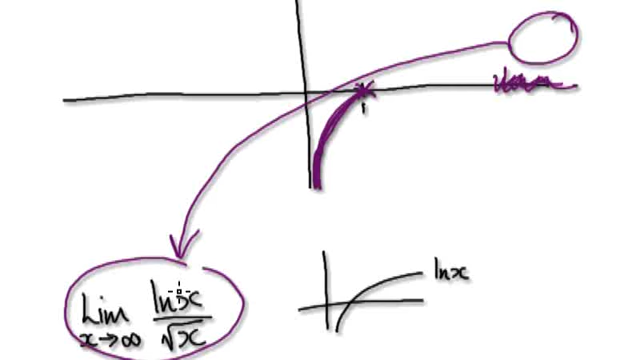 1
ln x
Lim ln x / √x
x→∞